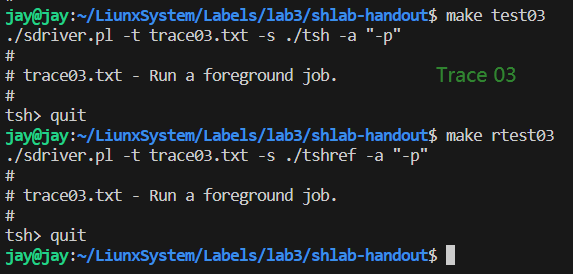 jay@jay:~/LiunxSystem/Labels/lab3/shlab-handout$ make test03
./sdriver.pl -t trace03.txt -s ./tsh -a "-p"
#
# trace03.txt - Run a foreground job.
Trace 03
#
tsh> quit
jay@jay:~/LiunxSystem/Labels/lab3/shlab-handout$ make rtest03
./sdriver.pl -t trace03.txt -s ./tshref -a "-p"
#
# trace03.txt - Run a foreground job.
#
tsh> quit
jay@jay:~/LiunxSystem/Labels/lab3/shlab-handout$